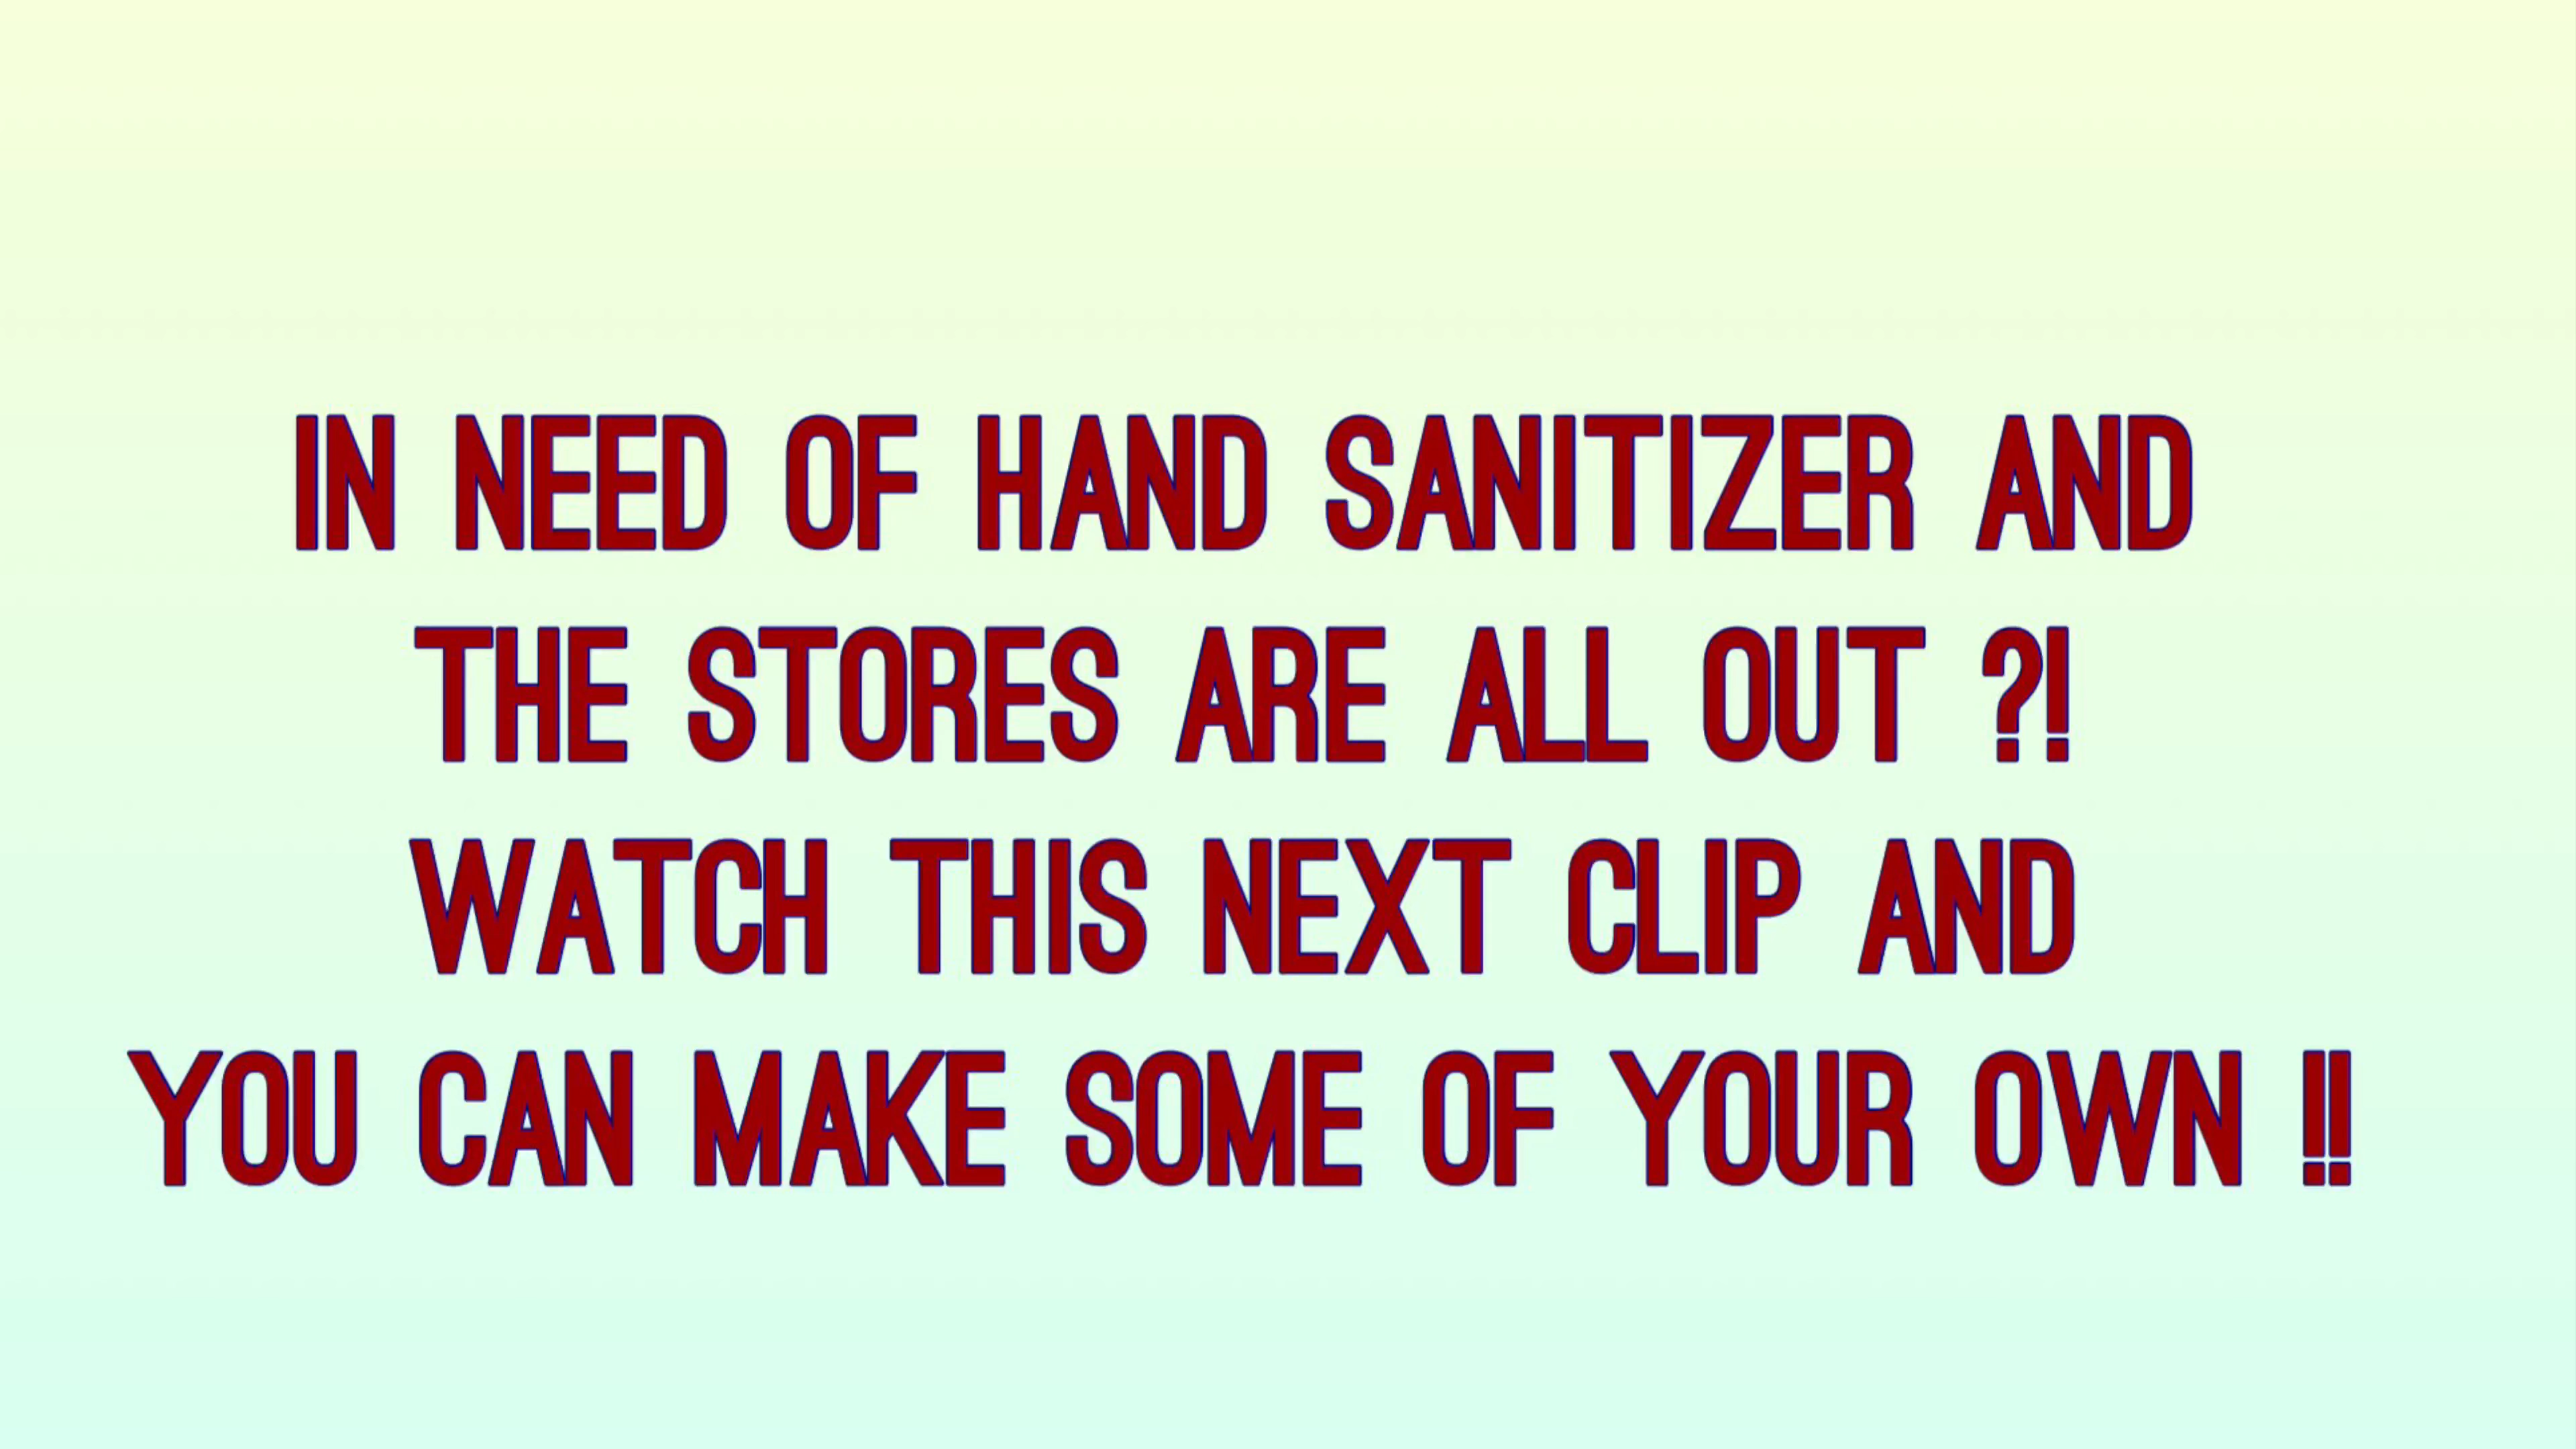 IN NEED OF HAND SANITIZER AND
THE STORES ARE ALL OUT ?!
WATCH THIS NEXT CLIP AND
YOU CAN MAKE SOME OF YOUR OWN !!